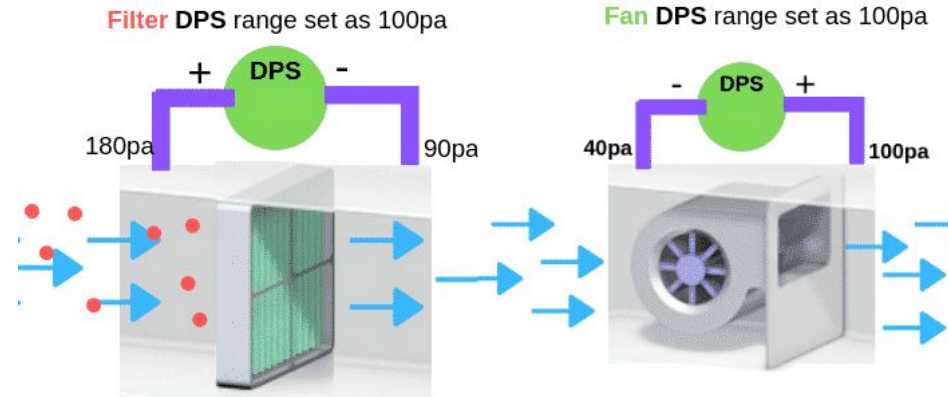 Filter DPS range set as 100pa
Fan DPS range set as 100pa
+ DPS -
- DPS +
180pa
90pa
40pa
100pa